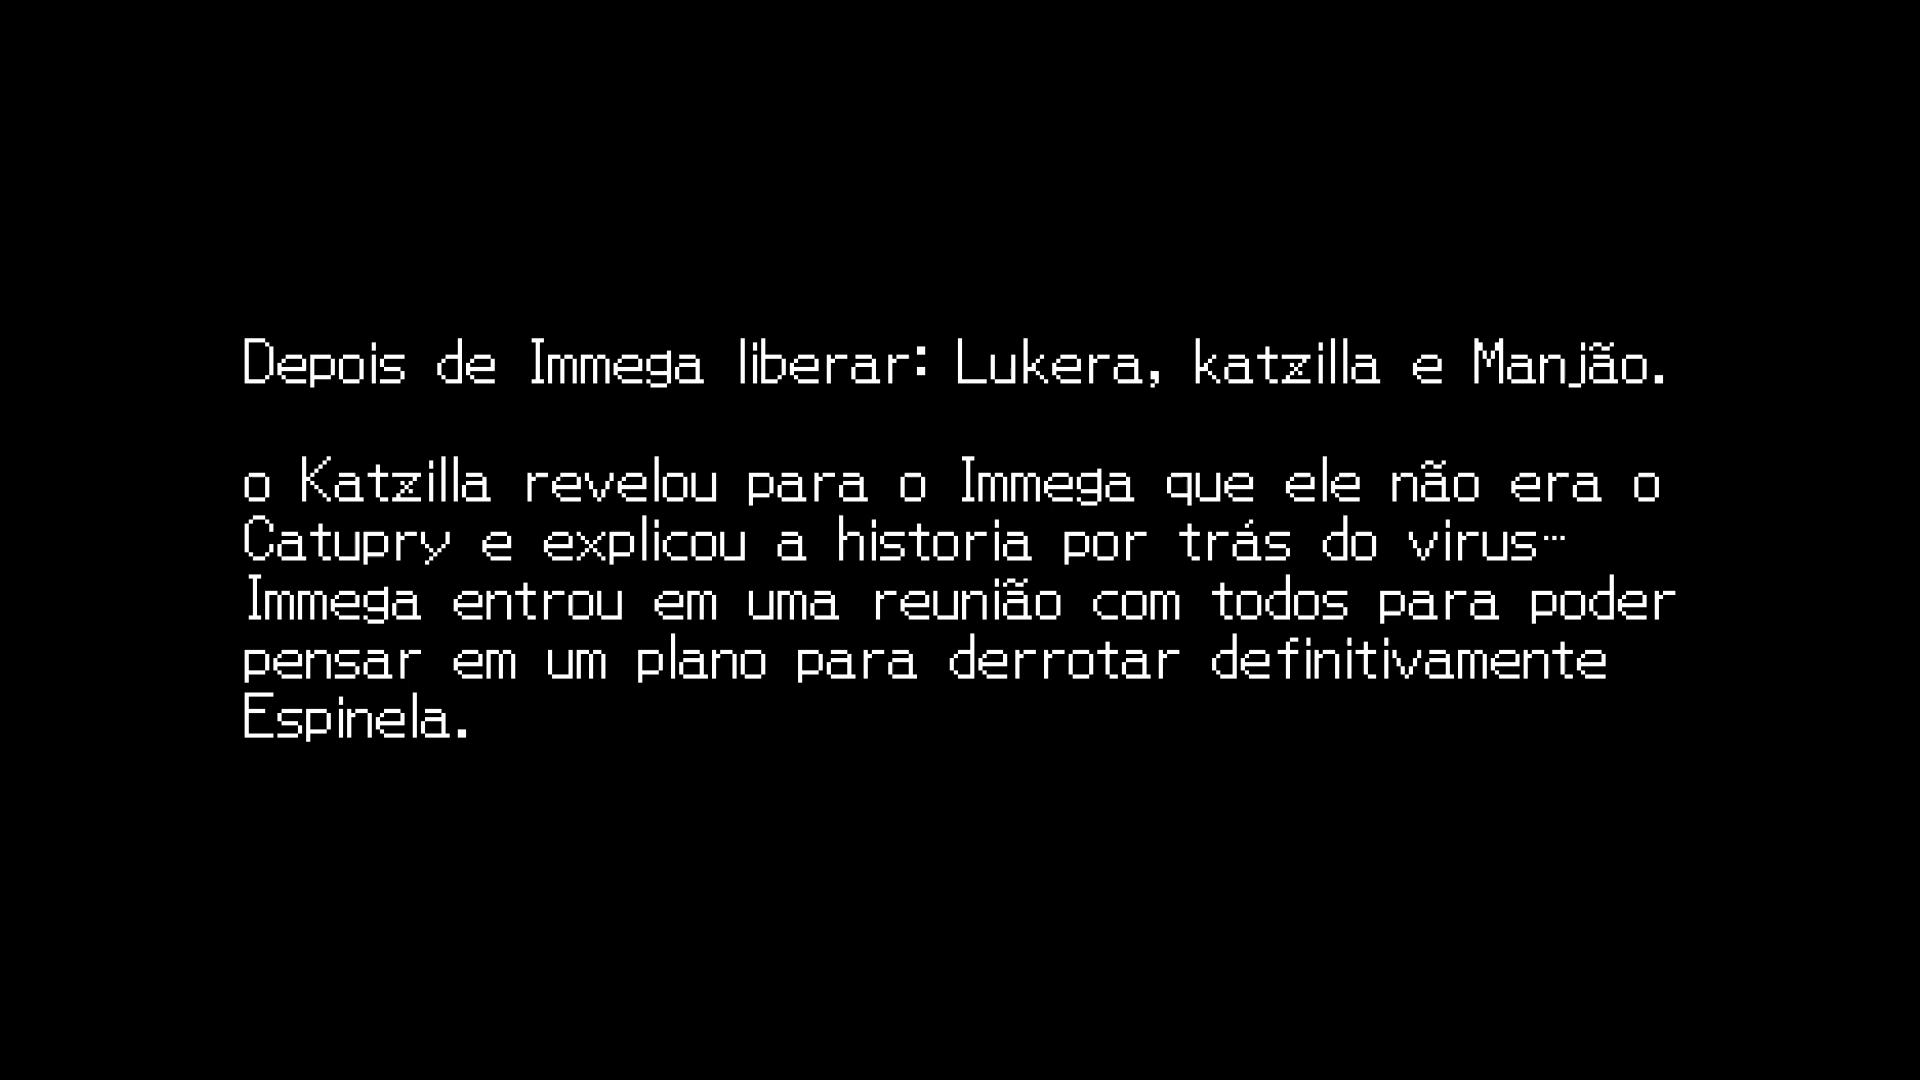 Depois de Immega liberar: Lukera, katzilla e Manjão.
o Katzilla revelou para o Immega que ele não era o
Catupry e explicou a historia por trás do virus…
Immega entrou em uma reunião com todos para poder
pensar em um plano para derrotar definitivamente
Espinela.